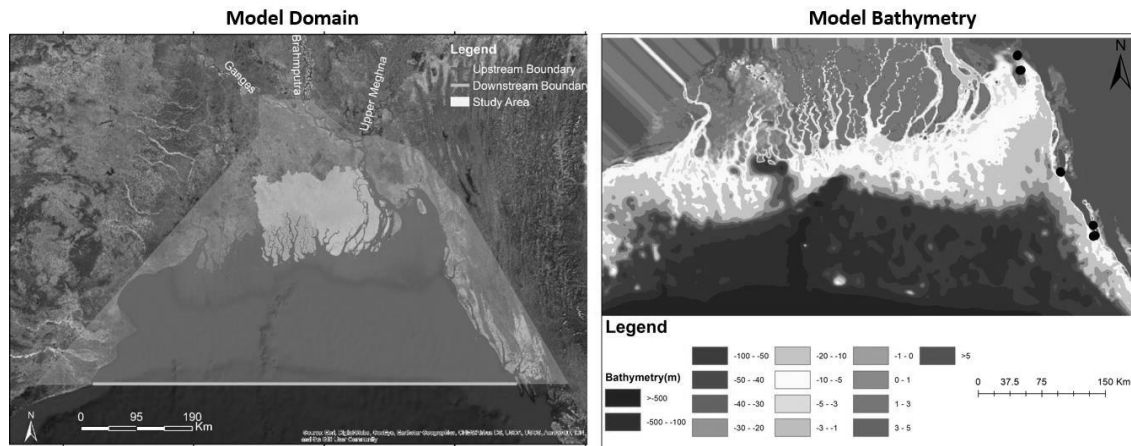 Model Domain
Ganges
Brahmputra
Upper Meghna
Legend
Upstream Boundary
Downstream Boundary
Study Area
N
0 95 190
Km
Model Bathymetry
N
Legend
Bathymetry(m)
>-500
-500 - -100
-100 - -50
-50 - -40
-40 - -30
-30 - -20
-20 - -10
-10 - -5
-5 - -3
-3 - -1
-1 - 0
0 - 1
1 - 3
3 - 5
>5
0 37.5 75 150 Km